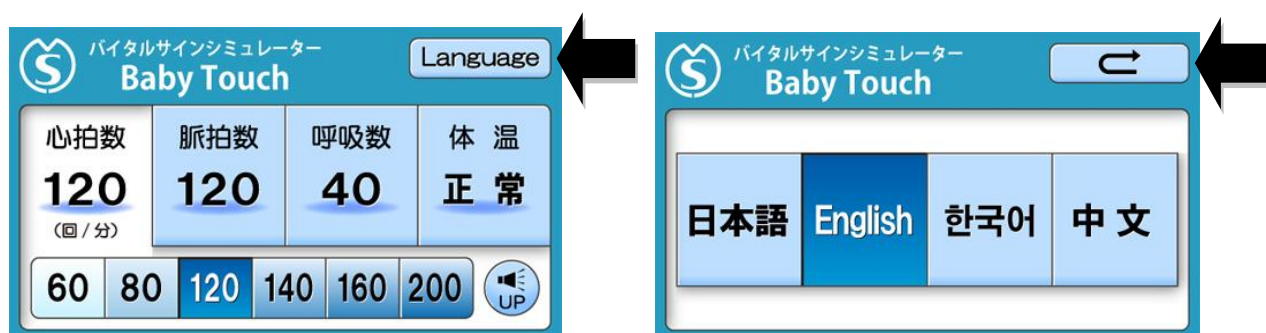 バイタルサインシミュレーター
Baby Touch
Language
心拍数 脈拍数 呼吸数 体 温
120 120 40 正 常
(回/分)
60 80 120 140 160 200 UP
バイタルサインシミュレーター
Baby Touch
日本語 English 한국어 中 文